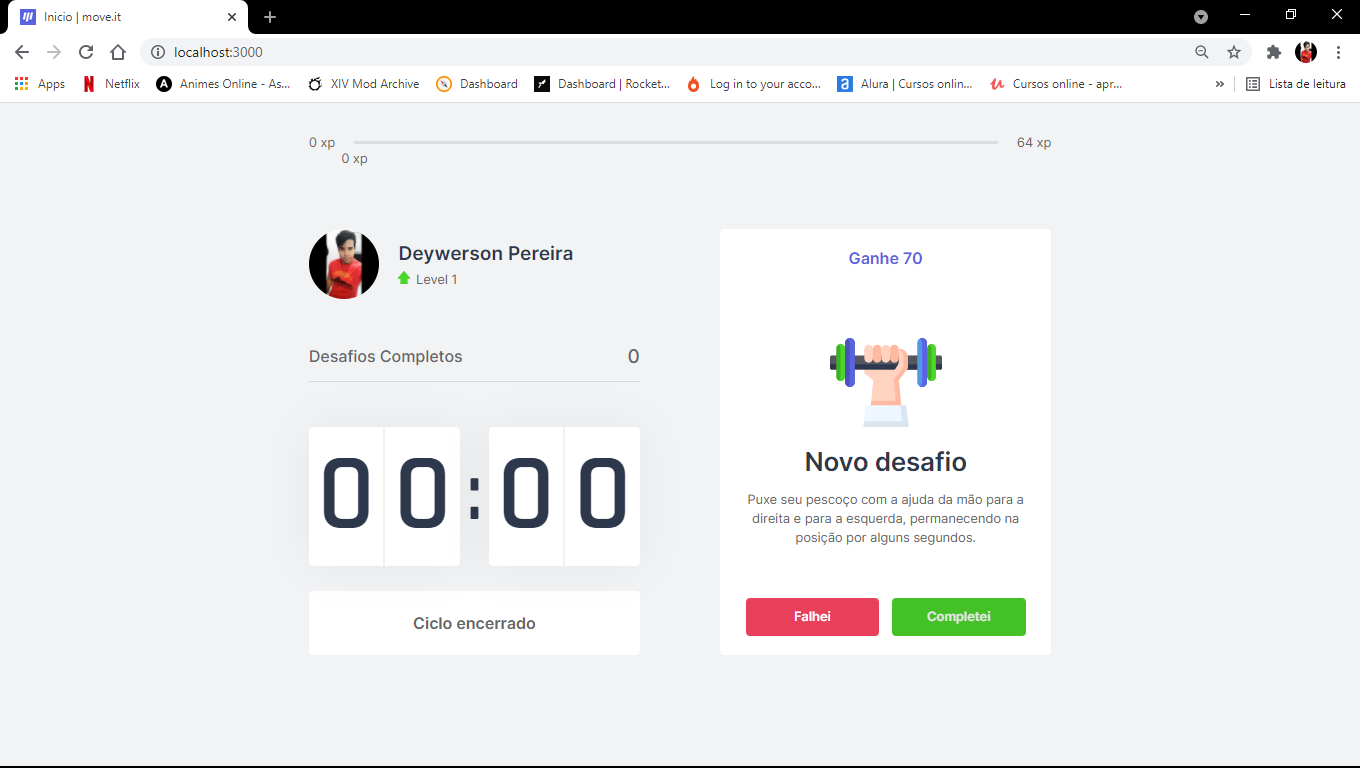 Inicio | move.it
localhost:3000
Apps
Netflix
Animes Online - As...
XIV Mod Archive
Dashboard
Dashboard | Rocket...
Log in to your acco...
Alura | Cursos onlin...
Cursos online - apr...
»
Lista de leitura
0 xp
64 xp
0 xp
Deywerson Pereira
Level 1
Desafios Completos 0
00:00
Ciclo encerrado
Ganhe 70
Novo desafio
Puxe seu pescoço com a ajuda da mão para a
direita e para a esquerda, permanecendo na
posição por alguns segundos.
Falhei
Completei